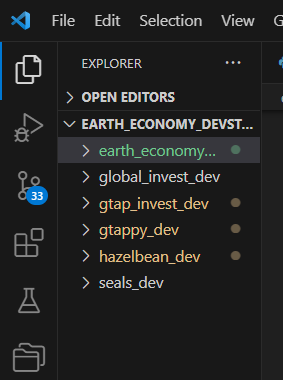 File Edit Selection View G
EXPLORER ...
> OPEN EDITORS
EARTH_ECONOMY_DEVST...
> earth_economy...
> global_invest_dev
> gtap_invest_dev
> gtappy_dev
> hazelbean_dev
> seals_dev
33